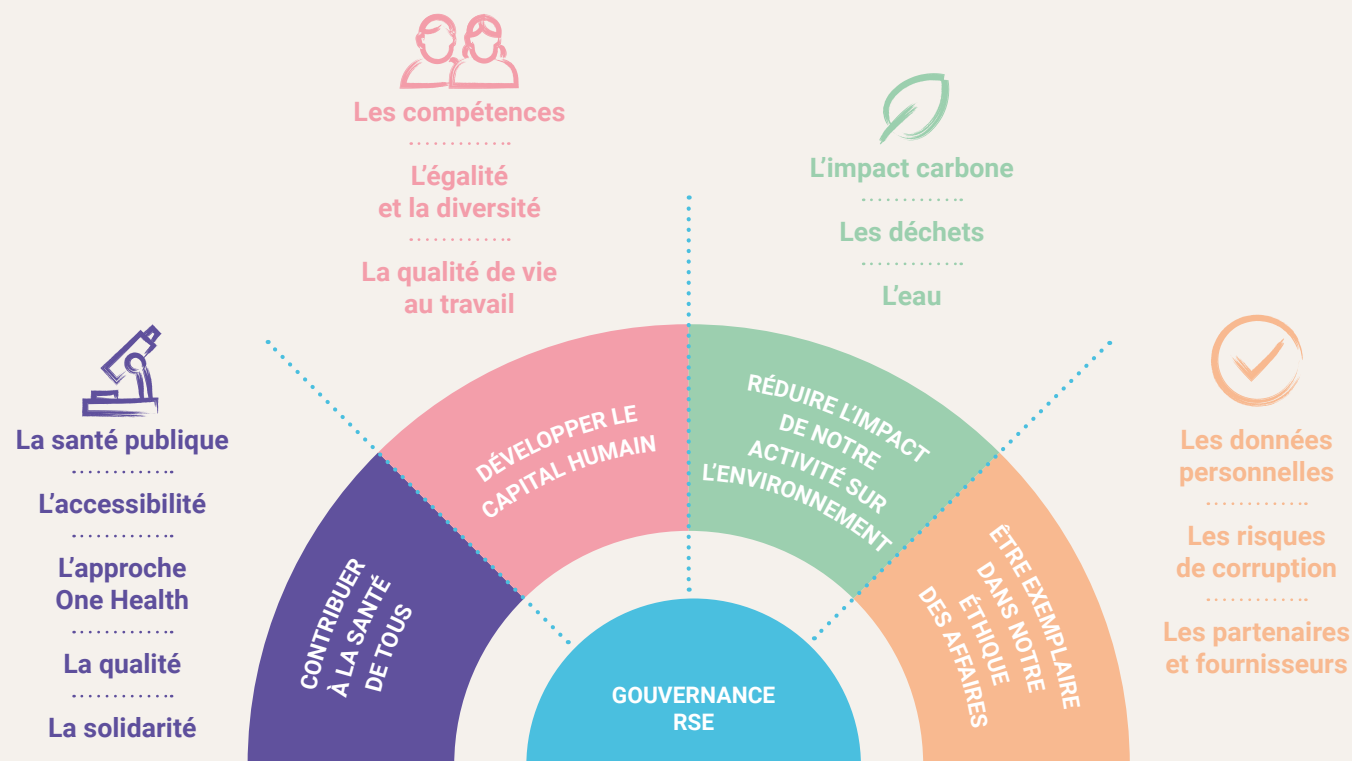 Les compétences
L'égalité
et la diversité
La qualité de vie
au travail
L'impact carbone
Les déchets
L'eau
La santé publique
L'accessibilité
L'approche
One Health
La qualité
La solidarité
Les données
personnelles
Les risques
de corruption
Les partenaires
et fournisseurs
CONTRIBUER
À LA SANTÉ
DE TOUS
DÉVELOPPER LE
CAPITAL HUMAIN
RÉDUIRE L'IMPACT
DE NOTRE
ACTIVITÉ SUR
L'ENVIRONNEMENT
ÊTRE EXEMPLAIRE
DANS NOTRE
ÉTHIQUE
DES AFFAIRES
GOUVERNANCE
RSE